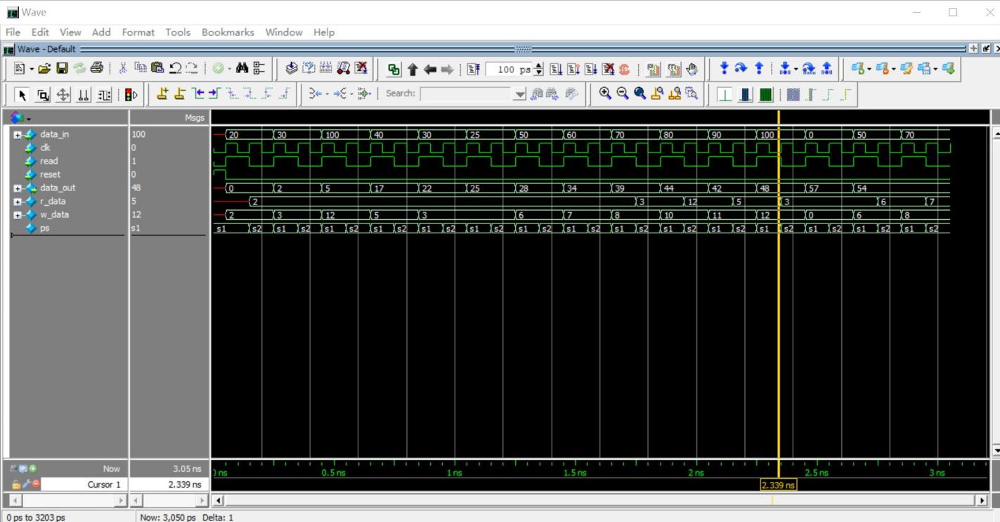 Wave
File Edit View Add Format Tools Bookmarks Window Help
Wave - Default
100 ps
Search:
Msgs
data_in 100 20 30 100 40 30 25 50 60 70 80 90 100 0 50 70
clk 0
read 1
reset 0
data_out 48 0 2 5 17 22 25 28 34 39 44 42 48 57 54
r_data 5 2 3 12 5 3 6 7
w_data 12 2 3 12 5 3 6 7 8 10 11 12 0 6 8
ps s1 s1 s2 s1 s2 s1 s2 s1 s2 s1 s2 s1 s2 s1 s2 s1 s2 s1 s2 s1 s2 s1 s2 s1 s2 s1 s2 s1 s2 s1 s2
Now 3.05 ns ns 0.5 ns 1 ns 1.5 ns 2 ns 2.5 ns 3 ns
Cursor 1 2.339 ns 2.339 ns
0 ps to 3203 ps Now: 3,050 ps Delta: 1